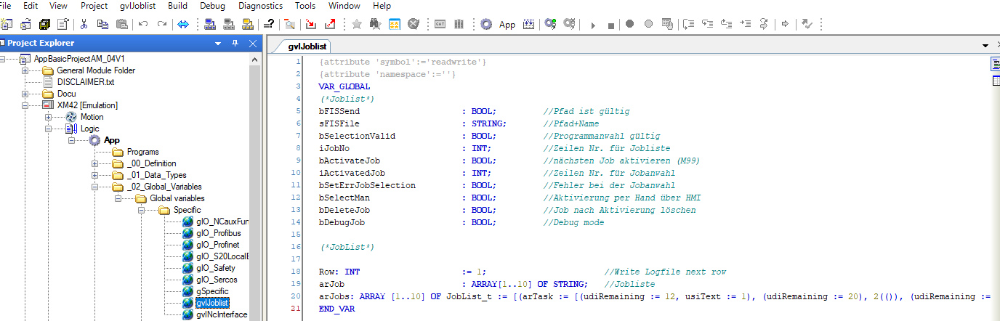 File Edit View Project gvlJoblist Build Debug Diagnostics Tools Window Help
App
Project Explorer
AppBasicProjectAM_04V1
General Module Folder
DISCLAIMER.txt
Docu
XM42 [Emulation]
Motion
Logic
App
Programs
_00_Definition
_01_Data_Types
_02_Global_Variables
Global variables
Specific
gIO_NCauxFun
gIO_Profibus
gIO_Profinet
gIO_S20LocalE
gIO_Safety
gIO_Sercos
gSpecific
gvlJoblist
gvlNcInterface
gvlJoblist
1 {attribute 'symbol':='readwrite'}
2 {attribute 'namespace':=''}
3 VAR_GLOBAL
4 (*Joblist*)
5 bFISSend : BOOL; //Pfad ist gültig
6 sFISFile : STRING; //Pfad+Name
7 bSelectionValid : BOOL; //Programmanwahl gültig
8 iJobNo : INT; //Zeilen Nr. für Jobliste
9 bActivateJob : BOOL; //nächsten Job aktivieren (M99)
10 iActivatedJob : INT; //Zeilen Nr. für Jobanwahl
11 bSetErrJobSelection : BOOL; //Fehler bei der Jobanwahl
12 bSelectMan : BOOL; //Aktivierung per Hand über HMI
13 bDeleteJob : BOOL; //Job nach Aktivierung löschen
14 bDebugJob : BOOL; //Debug mode
15
16 (*JobList*)
17
18 Row: INT := 1; //Write Logfile next row
19 arJob : ARRAY[1..10] OF STRING; //Jobliste
20 arJobs: ARRAY [1..10] OF JobList_t := [(arTask := [(udiRemaining := 12, usiText := 1), (udiRemaining := 20), 2(()), (udiRemaining :=
21 END_VAR